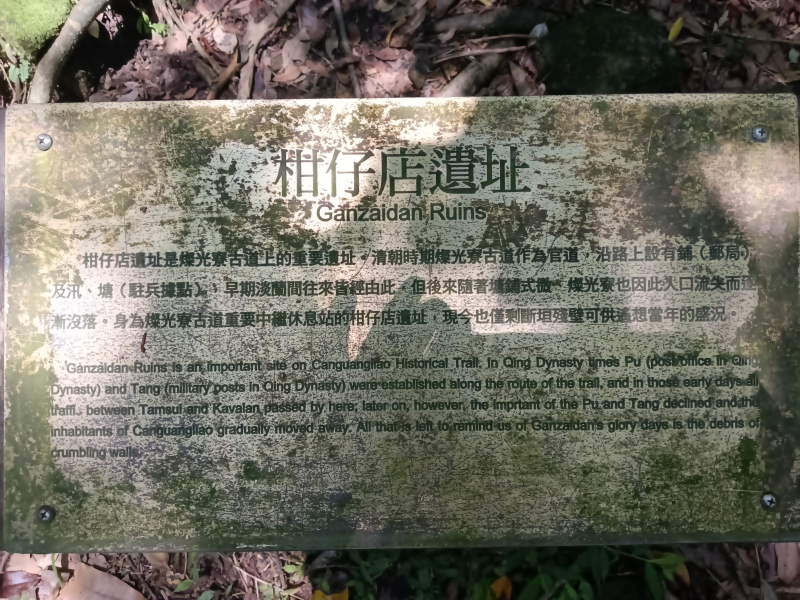 柑仔店遺址
Ganzaidan Ruins
柑仔店遺址是燦光寮古道上的重要遺址。清朝時期燦光寮古道作為官道，沿路上設有鋪（郵局）
及汛、塘（駐兵據點），早期淡蘭間往來皆經由此，但後來隨著塘鋪式微，燦光寮也因此人口流失而逐
漸沒落。身為燦光寮古道重要中繼休息站的柑仔店遺址，現今也僅剩斷垣殘壁可供遙想當年的盛況。
Ganzaidan Ruins is an important site on Canguangliao Historical Trail. In Qing Dynasty times Pu (post office in Qing
Dynasty) and Tang (military posts in Qing Dynasty) were established along the route of the trail, and in those early days all
between Tamsui and Kavalan passed by here; later on, however, the imprtant of the Pu and Tang declined and the
inhabitants of Canguangliao gradually moved away. All that is left to remind us of Ganzaidan's glory days is the debris of
crumbling walls.